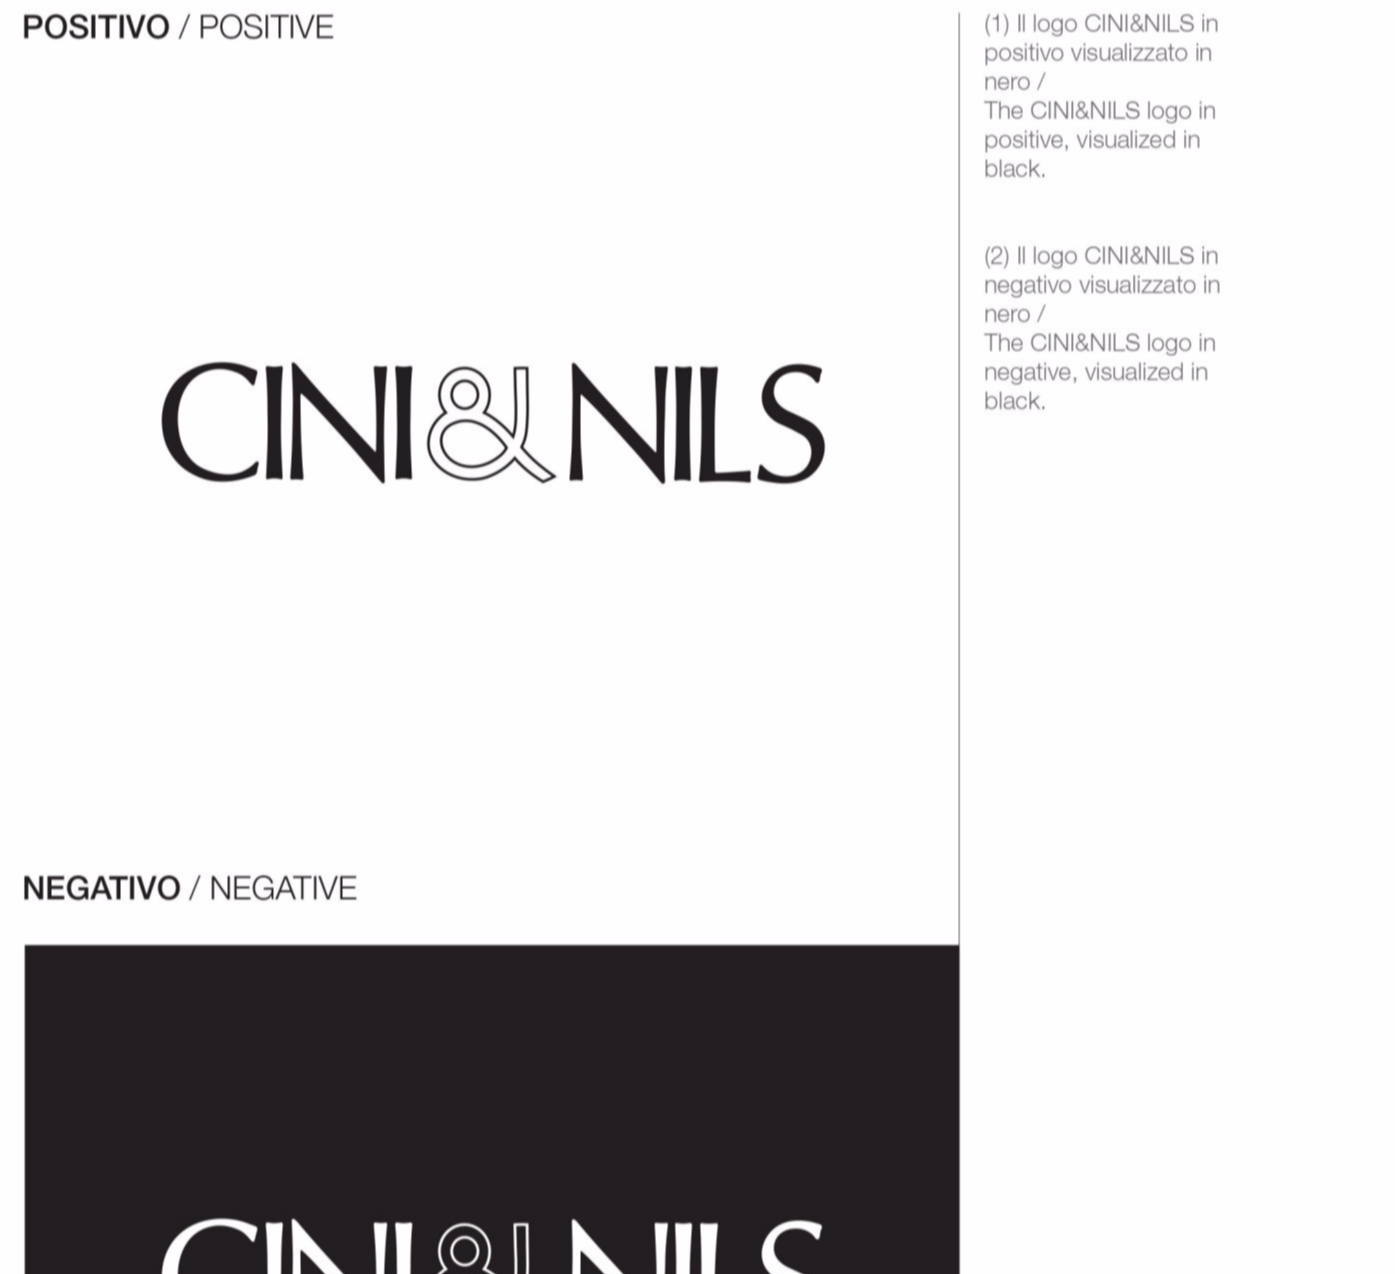 POSITIVO / POSITIVE
CINI&NILS
NEGATIVO / NEGATIVE
CINI&NILS
(1) Il logo CINI&NILS in
positivo visualizzato in
nero /
The CINI&NILS logo in
positive, visualized in
black.
(2) Il logo CINI&NILS in
negativo visualizzato in
nero /
The CINI&NILS logo in
negative, visualized in
black.